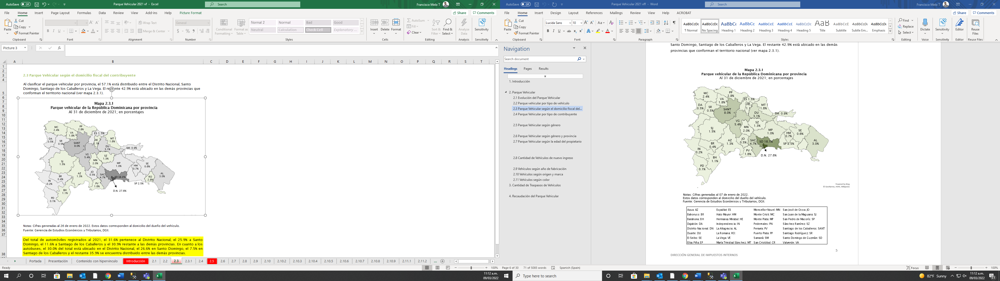 AutoSave Off
Parque Vehicular 2021 vf - Excel
Search
Francisco Melo T
File Home Insert Page Layout Formulas Data Review View Add-ins Help Picture Format
Share Comments
Paste
Cut
Copy
Format Painter
Clipboard
Font
Wrap Text
Merge & Center
Alignment
General
Number
Conditional Formatting
Format as Table
Normal 2 Normal Bad Good
Neutral Calculation Check Cell Explanatory ...
Styles
Insert Delete Format
Cells
AutoSum
Fill
Clear
Sort & Filter
Find & Select
Editing
Analyze Data
Analysis
Sensitivity
Sensitivity
Picture 3
A B C D E F G H I J K L M N O P Q R S T
2.3 Parque Vehicular según el domicilio fiscal del contribuyente
Al clasificar el parque vehicular por provincia, el 57.1% está distribuido entre el Distrito Nacional, Santo
Domingo, Santiago de los Caballeros y La Vega. El restante 42.9% está ubicado en las demás provincias que
conforman el territorio nacional (ver mapa 2.3.1).
Mapa 2.3.1
Parque vehicular de la República Dominicana por provincia
Al 31 de diciembre de 2021; en porcentajes
MC 2.4%
PP 2.8%
VA 1.8%
ES 1.5%
DA 0.5%
SR 0.5%
SANT 8.0%
HE 1.1%
MT 1.6%
DU 3.1%
SM: 0.9%
VG 5.4%
SZ 1.3%
SJ 1.5%
MN 2.0%
MP 1.0%
HM 0.7%
SE 0.6%
AZ 1.3%
JO 0.5%
SAC 4.7%
SD 16.1%
AL 3.0%
RO 2.8%
BR 0.4%
IN 0.2%
PV 1.6%
SP 2.5%
BH 1.1%
D.N. 27.6%
PD 0.1%
Notas: Cifras generadas al 26 de enero de 2022. Estos datos corresponden al domicilio del dueño del vehículo.
Fuente: Gerencia de Estudios Económicos y Tributarios, DGII.
Del total de automóviles registrados al 2021, el 31.6% pertenece al Distrito Nacional, el 25.9% a Santo
Domingo, el 11.6% a Santiago de los Caballeros y el 30.9% restante a las demás provincias. En cuanto a los
autobuses, el 30.0% del total está ubicado en el Distrito Nacional, el 26.6% en Santo Domingo, el 7.5% en
Santiago de los Caballeros y el restante 35.9% se encuentra distribuido entre las demás provincias.
Portada Presentación Contenido con hipervinculo Introducción 2.1 2.2 2.3 2.3.1 2.4 2.5 2.6 2.7 2.8 2.9 2.10 2.10.2 2.10.3 2.10.4 2.10.5 2.10.6 2.10.7 2.10.8 2.10.9 2.11.1 2.11.2 ...
Ready
100%
11:12 a.m.
09/03/2022
AutoSave Off
Parque Vehicular 2021 vff - Word
Search
Francisco Melo T
File Home Insert Design Layout References Mailings Review View Help ACROBAT
Share Comments
Paste
Cut
Copy
Format Painter
Clipboard
Lucida Sans 10
Font
Paragraph
¶ Normal No Spacing Heading 1 Heading 2 Heading 3 Heading 4 Heading 5 Title Subtitle Subtle Em... Emphasis
Styles
Find
Replace
Select
Editing
Dictate
Voice
Sensitivity
Sensitivity
Editor
Editor
Reuse Files
Reuse Files
Navigation
Search document
Headings Pages Results
1. Introducción
2. Parque Vehicular
2.1 Evolución del Parque Vehicular
2.2 Parque vehicular por tipo de vehículo
2.3 Parque Vehicular según el domicilio fiscal del...
2.4 Parque Vehicular por tipo de contribuyente
2.5 Parque Vehicular según género
2.6 Parque Vehicular según género y provincia
2.7 Parque Vehicular según la edad del propietario
2.8 Cantidad de Vehículos de nuevo ingreso
2.9 Vehículos según año de fabricación
2.10 Vehículos según origen y marca
2.11 Vehículos según color
3. Cantidad de Traspasos de Vehículos
4. Recaudación del Parque Vehicular
Santo Domingo, Santiago de los Caballeros y La Vega. El restante 42.9% está ubicado en las demás
provincias que conforman el territorio nacional (ver mapa 2.3.1).
Mapa 2.3.1
Parque vehicular de la República Dominicana por provincia
Al 31 de diciembre de 2021; en porcentajes
MC 2.4%
PP 2.8%
VA 1.8%
ES 1.5%
DA 0.5%
SR 0.5%
SANT 8.0%
HE 1.1
MT 1.6%
DU 3.1%
SM: 0.9%
VG 5.4%
SZ 1.3%
SJ 1.5%
MN 2.0%
MP 1.0%
HM 0.7%
SE 0.6%
AZ 1.3%
JO 0.5%
SAC 4.7%
SD 16.1%
SP 2.5%
AL 3.0%
BR 0.4%
IN 0.2%
PV 1.6%
D.N. 27.6%
BH 1.1%
PD 0.1%
Powered by Bing
© GeoNames, HERE, Wikipedia
Notas: Cifras generadas al 07 de enero de 2022.
Estos datos corresponden al domicilio del dueño del vehículo.
Fuente: Gerencia de Estudios Económicos y Tributarios, DGII.
Azua: AZ Espaillat: ES Monseñor Nouel: MN San José de Ocoa: JO
Bahoruco: BR Hato Mayor: HM Monte Cristi: MC San Juan de la Maguana: SJ
Barahona: BH Hermanas Mirabal: HE Monte Plata: MP San Pedro de Macorís: SP
Dajabón: DA Independencia: IN Pedernales: PN Sánchez Ramírez: SZ
Distrito Nacional: DN La Altagracia: AL Peravia: PV Santiago de los Caballeros: SANT
Duarte: DU La Romana: RO: Puerto Plata: PP Santiago Rodríguez: SR
El Seibo: SE La Vega: VE Samaná: SM Santo Domingo de Guzmán: SD
Elías Piña: EP María Trinidad Sánchez: MT San Cristóbal: CR Valverde: VA
5
DIRECCIÓN GENERAL DE IMPUESTOS INTERNOS
Page 6 of 30 71 of 5085 words Spanish (Spain)
Focus
100%
Type here to search
82°F Sunny
11:12 a.m.
09/03/2022
23